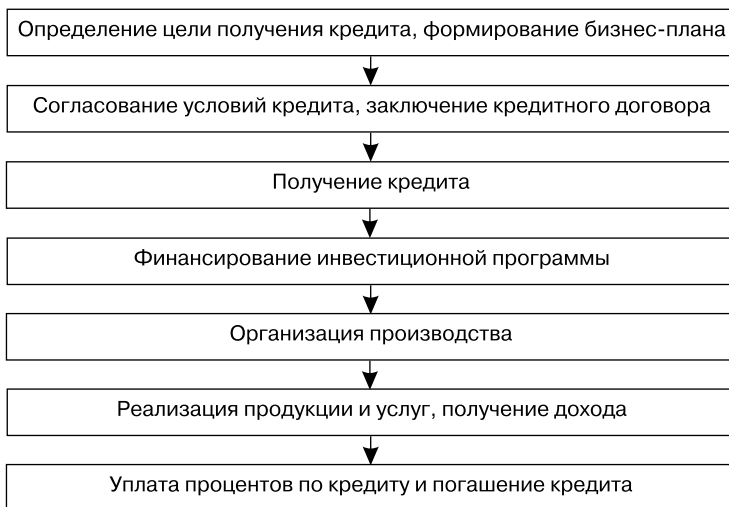 Определение цели получения кредита, формирование бизнес-плана
Согласование условий кредита, заключение кредитного договора
Получение кредита
Финансирование инвестиционной программы
Организация производства
Реализация продукции и услуг, получение дохода
Уплата процентов по кредиту и погашение кредита